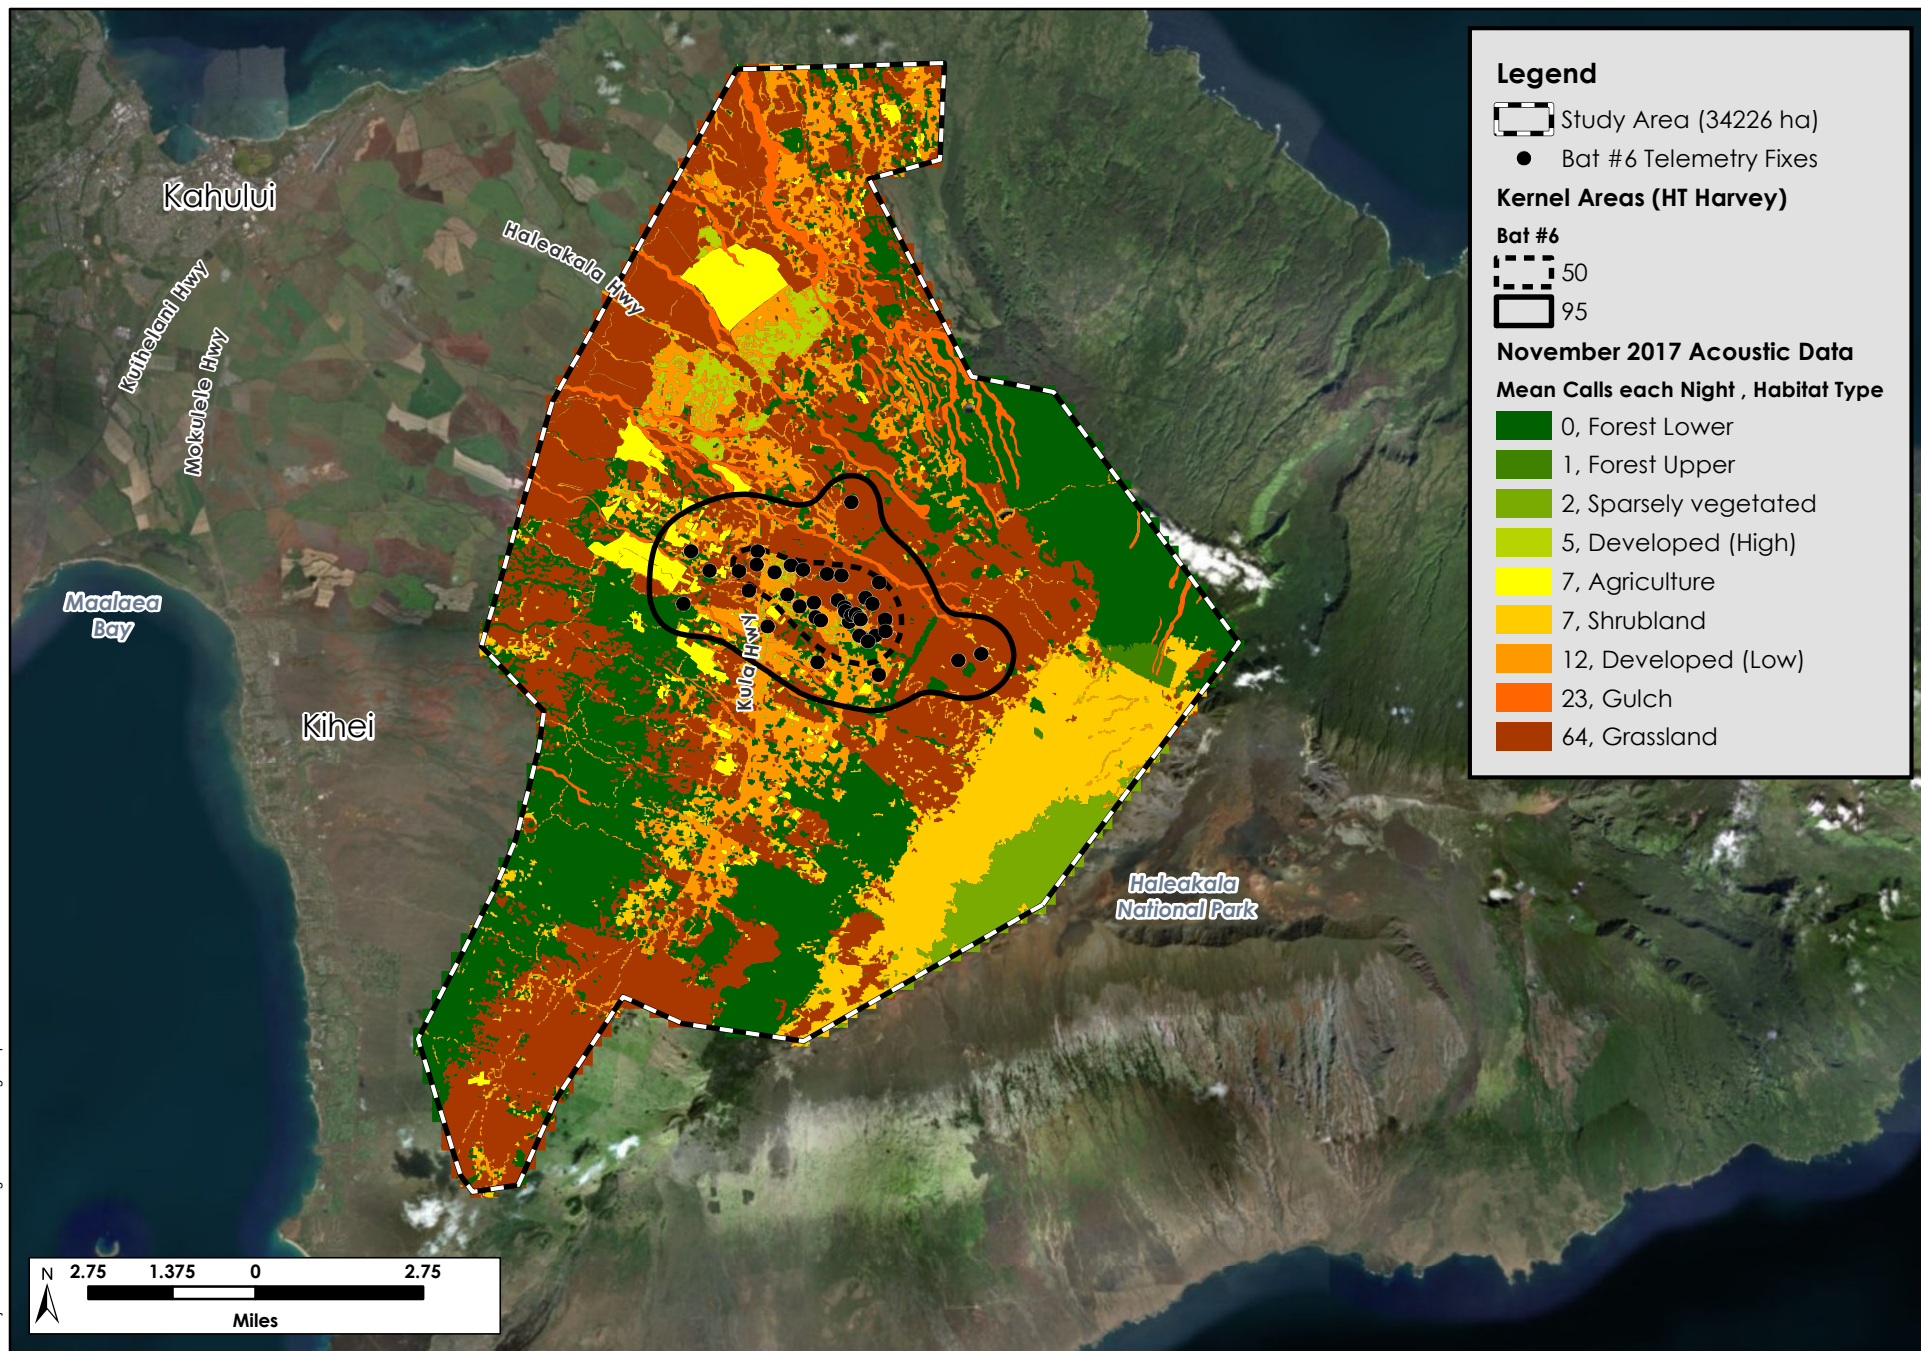 Kahului
Haleakala Hwy
Kuihelani Hwy
Mokulele Hwy
Maalaea
Bay
Kihei
Kula Hwy
Haleakala
National Park
Legend
Study Area (34226 ha)
Bat #6 Telemetry Fixes
Kernel Areas (HT Harvey)
Bat #6
50
95
November 2017 Acoustic Data
Mean Calls each Night , Habitat Type
0, Forest Lower
1, Forest Upper
2, Sparsely vegetated
5, Developed (High)
7, Agriculture
7, Shrubland
12, Developed (Low)
23, Gulch
64, Grassland
N
2.75 1.375 0 2.75
Miles